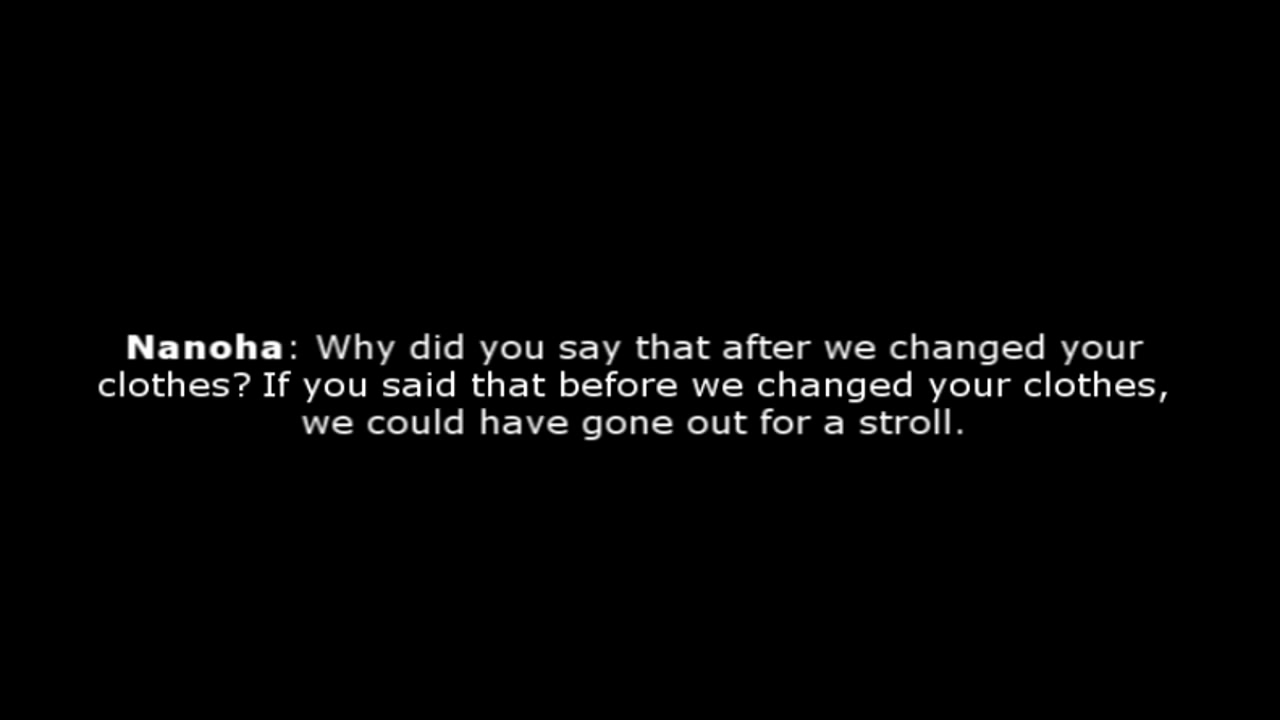 Nanoha: Why did you say that after we changed your
clothes? If you said that before we changed your clothes,
we could have gone out for a stroll.